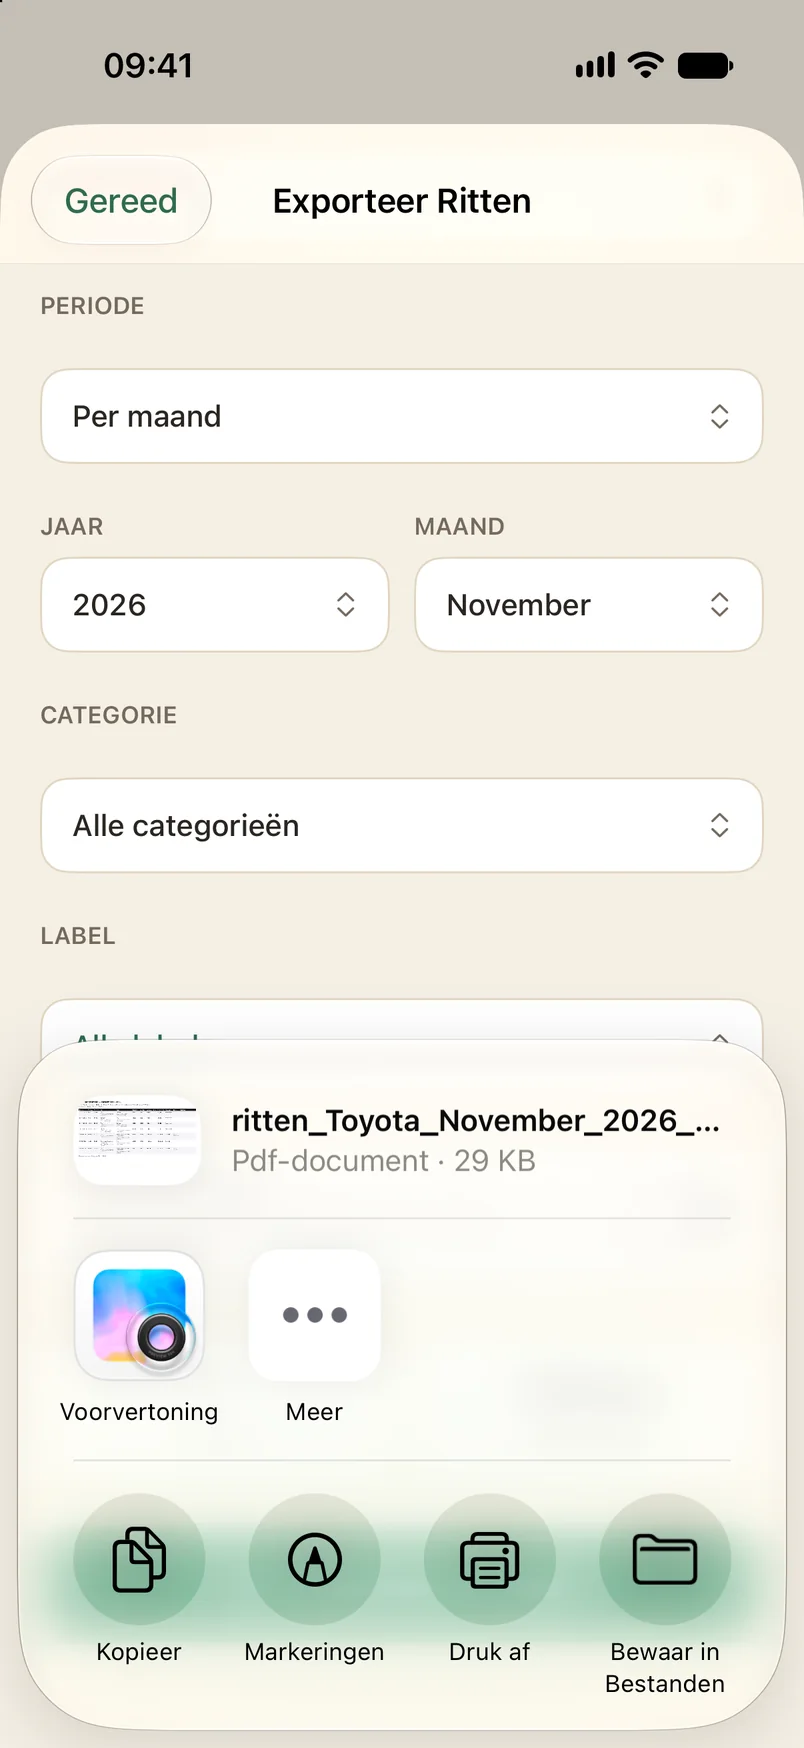 09:41
Gereed
Exporteer Ritten
PERIODE
Per maand
JAAR
MAAND
2026
November
CATEGORIE
Alle categorieën
LABEL
ritten_Toyota_November_2026_...
Pdf-document · 29 KB
Voorvertoning
Meer
Kopieer
Markeringen
Druk af
Bewaar in
Bestanden